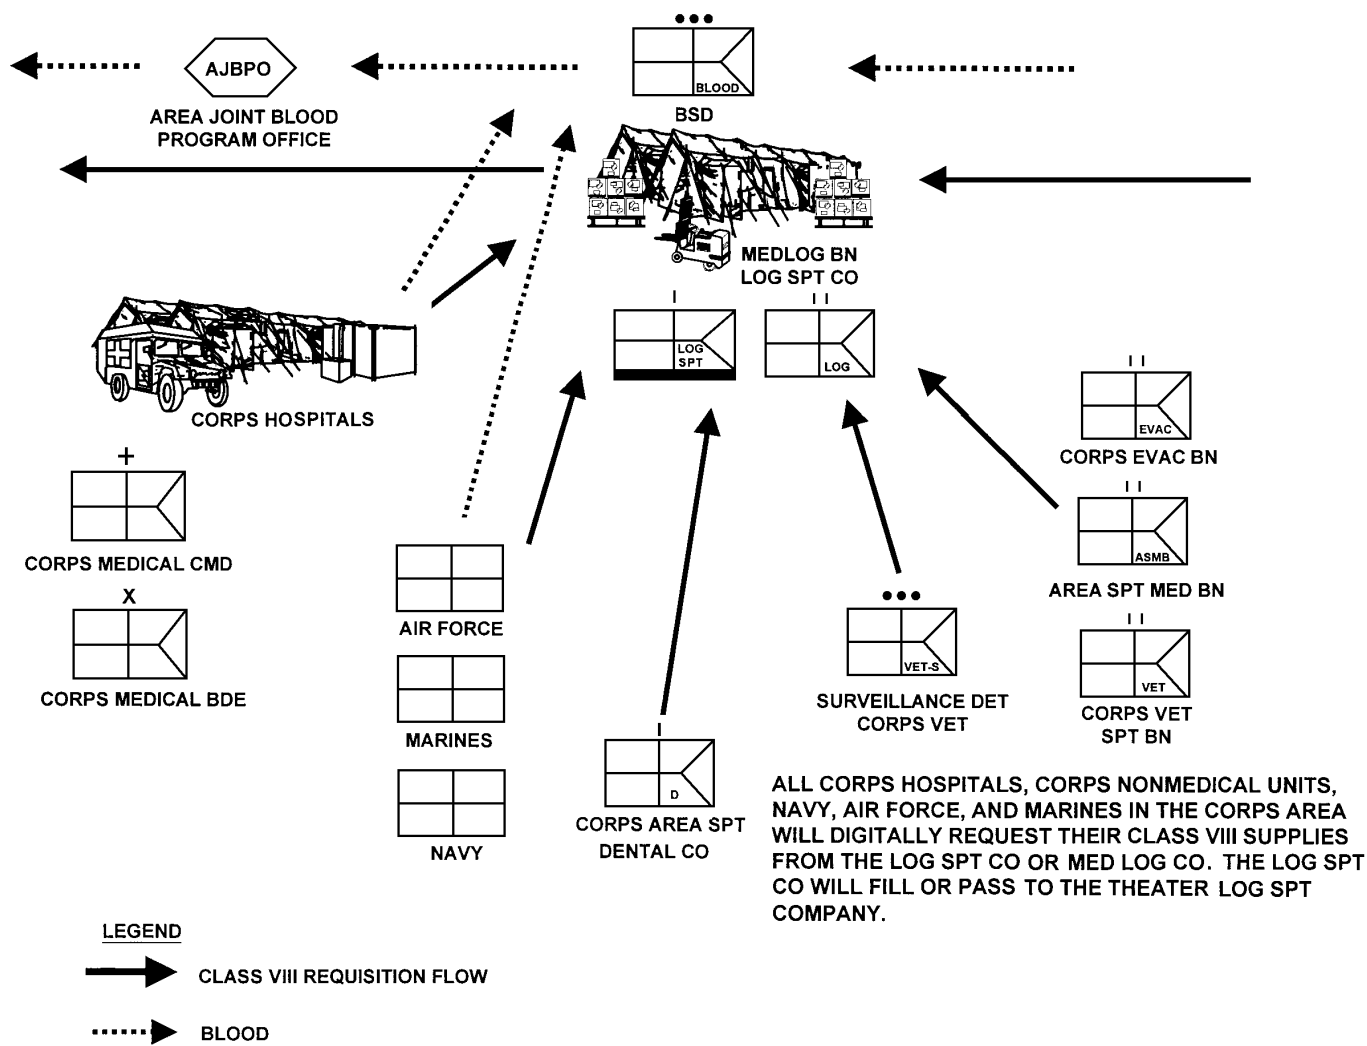 AJBPO
AREA JOINT BLOOD
PROGRAM OFFICE
BLOOD
BSD
MEDLOG BN
LOG SPT CO
LOG
SPT
LOG
CORPS HOSPITALS
EVAC
CORPS EVAC BN
ASMB
AREA SPT MED BN
VET
CORPS VET
SPT BN
+
CORPS MEDICAL CMD
X
CORPS MEDICAL BDE
AIR FORCE
MARINES
NAVY
D
CORPS AREA SPT
DENTAL CO
VET-S
SURVEILLANCE DET
CORPS VET
ALL CORPS HOSPITALS, CORPS NONMEDICAL UNITS,
NAVY, AIR FORCE, AND MARINES IN THE CORPS AREA
WILL DIGITALLY REQUEST THEIR CLASS VIII SUPPLIES
FROM THE LOG SPT CO OR MED LOG CO. THE LOG SPT
CO WILL FILL OR PASS TO THE THEATER LOG SPT
COMPANY.
LEGEND
CLASS VIII REQUISITION FLOW
BLOOD